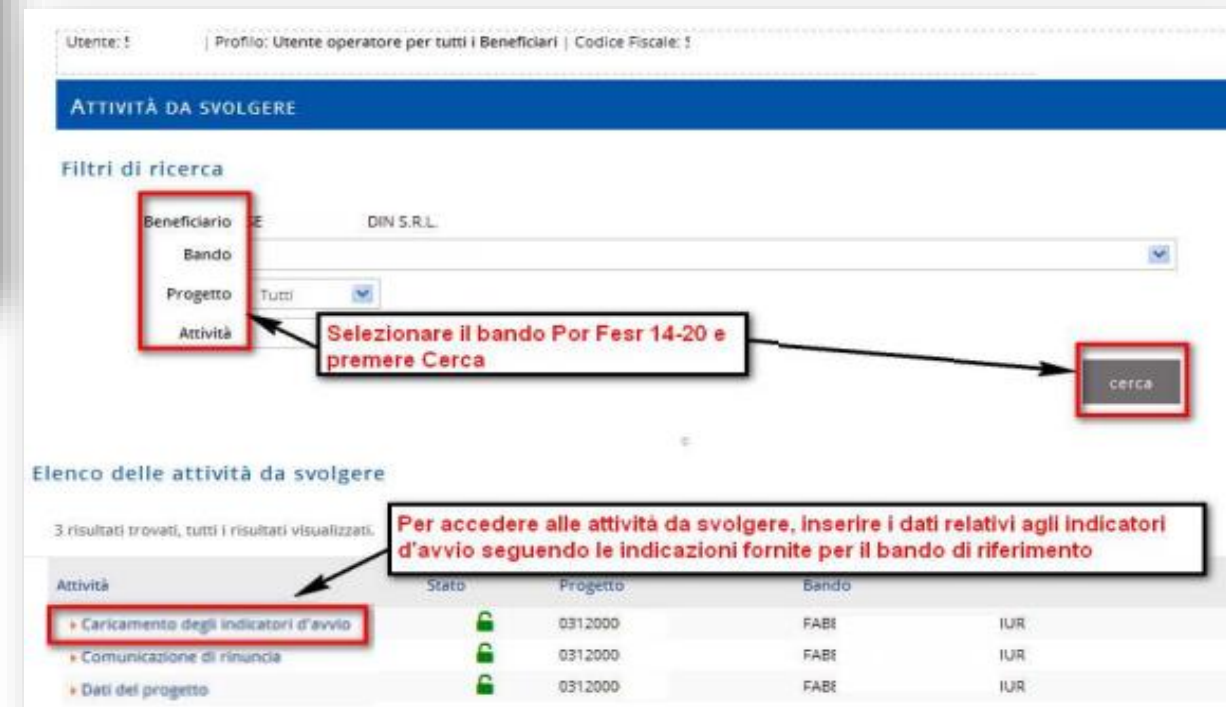 Utente: | Profilo: Utente operatore per tutti i Beneficiari | Codice Fiscale:
ATTIVITÀ DA SVOLGERE
Filtri di ricerca
Beneficiario SE DIN S.R.L.
Bando
Progetto Tutti
Attività
Selezionare il bando Por Fesr 14-20 e
premere Cerca
cerca
Elenco delle attività da svolgere
3 risultati trovati, tutti i risultati visualizzati.
Per accedere alle attività da svolgere, inserire i dati relativi agli indicatori
d'avvio seguendo le indicazioni fornite per il bando di riferimento
Attività Stato Progetto Bando
Caricamento degli indicatori d'avvio 0312000 FABE IUR
Comunicazione di rinuncia 0312000 FABE IUR
Dati del progetto 0312000 FABE IUR